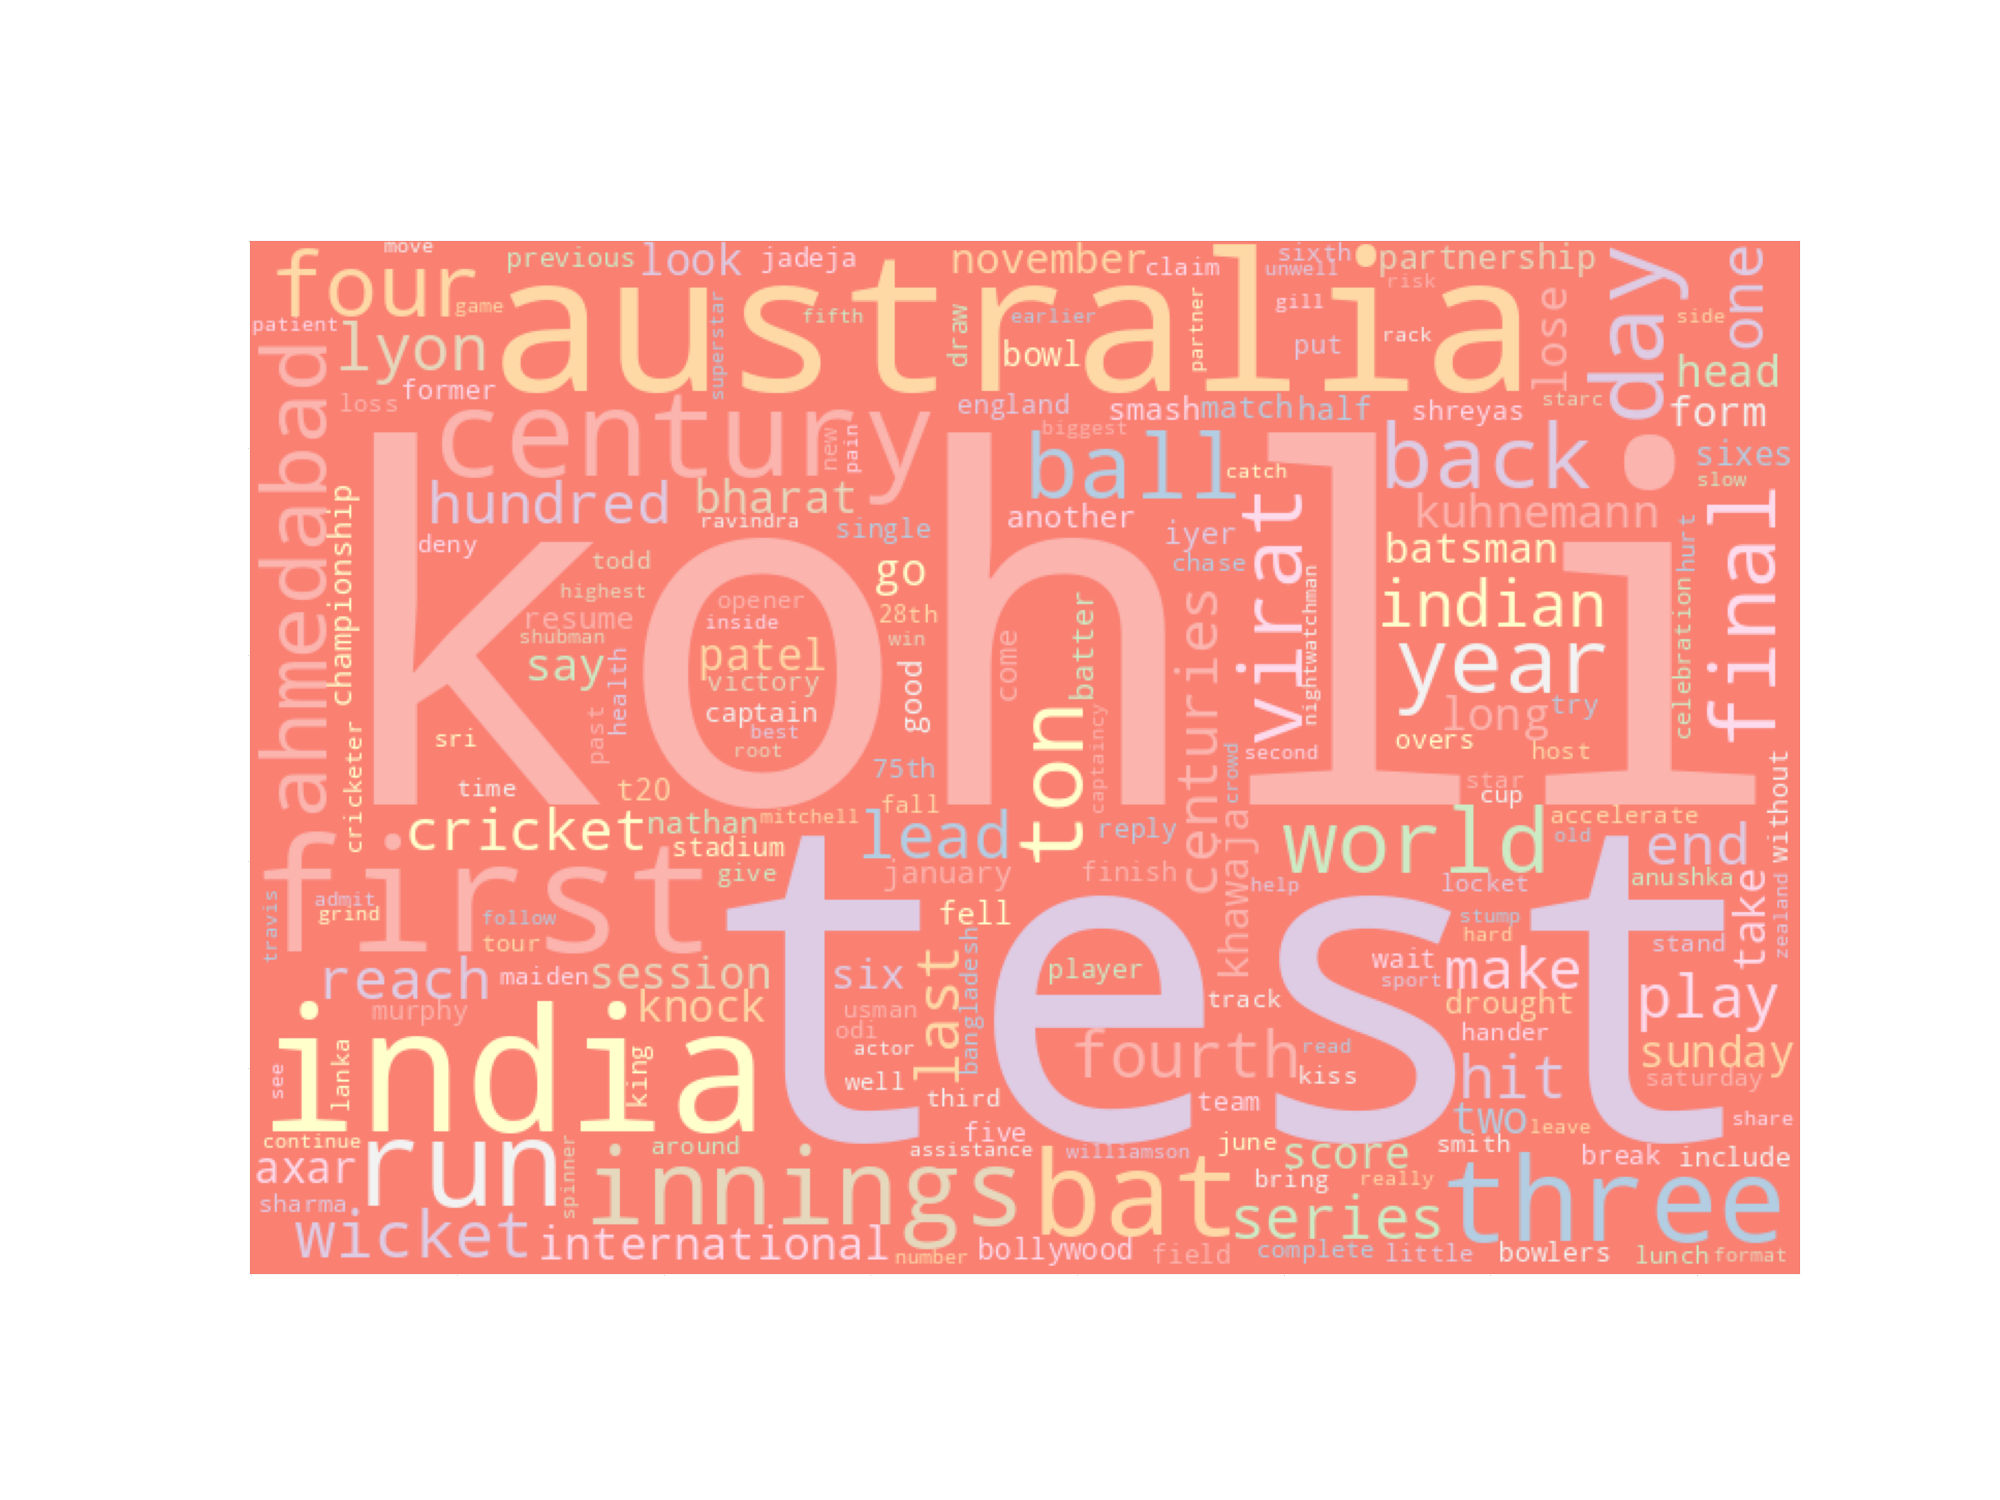 move
four
previous
look
jadeja
november
claim
sixth
unwell
partnership
risk
day
one
australia
game
patient
lyon
superstar
fifth
earlier
draw
bowl
partner
gill
put
rack
lose
side
head
former
loss
england
smash
match
half
shreyas
starc
form
century
new
pain
biggest
ball
catch
back
sixes
slow
ahmedabad
championship
hundred
bharat
ravindra
single
another
iyer
virat
kuhnemann
final
deny
todd
chase
batsman
hurt
kohli
highest
resume
shubman
say
health
opener
inside
patel
victory
captain
best
root
go
28th
win
good
come
batter
centuries
nightwatchman
indian
year
celebration
long
try
past
sri
cricketer
time
t20
75th
ton
captaincy
crowd
second
overs
host
star
cup
without
cricket
nathan
mitchell
fall
stadium
lead
reply
world
accelerate
old
end
first
give
january
finish
khawaja
help
locket
anushka
take
zealand
travis
admit
grind
follow
tour
fell
test
stump
hard
stand
reach
maiden
session
six
last
bangladesh
player
track
wait
sport
make
play
murphy
knock
usman
odi
actor
drought
hander
sunday
india
see
lanka
king
well
third
fourth
read
kiss
hit
saturday
team
two
leave
share
continue
run
around
five
assistance
williamson
june
score
smith
break
include
axar
sharma
spinner
innings
bat
bring
really
series
three
wicket
international
number
bollywood
field
complete
little
bowlers
lunch
format